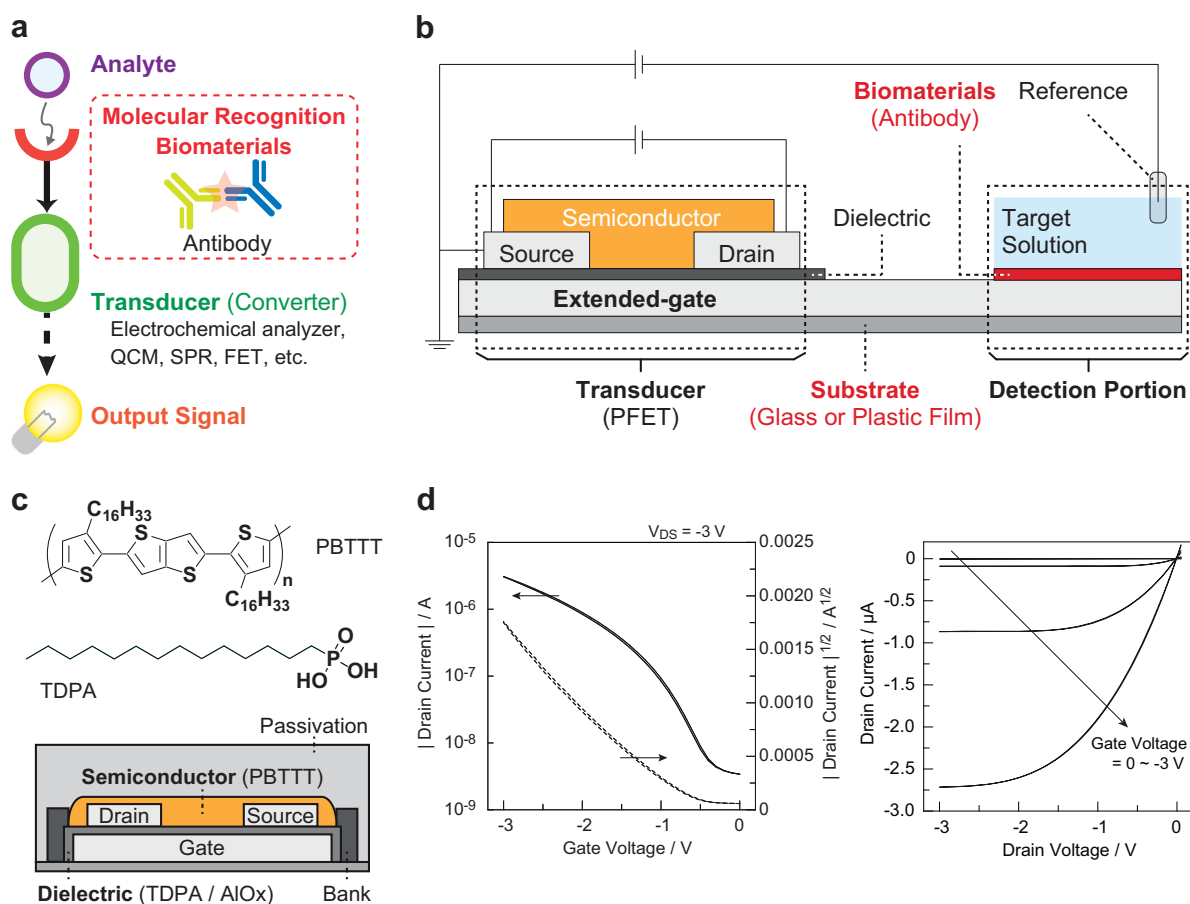 a
Analyte
Molecular Recognition
Biomaterials
Antibody
Transducer (Converter)
Electrochemical analyzer,
QCM, SPR, FET, etc.
Output Signal
b
Biomaterials
(Antibody)
Reference
Semiconductor
Dielectric
Target
Solution
Source
Drain
Extended-gate
Transducer
(PFET)
Substrate
(Glass or Plastic Film)
Detection Portion
c
C16H33
S
S
S
S
n
C16H33
PBTTT
O
P
OH
HO
TDPA
Passivation
Semiconductor (PBTTT)
Drain
Source
Gate
Dielectric (TDPA / AlOx)
Bank
d
VDS = -3 V
| Drain Current | / A
10-5
10-6
10-7
10-8
10-9
0.0025
0.0020
0.0015
0.0010
0.0005
0
| Drain Current |1/2 / A1/2
-3
-2
-1
0
Gate Voltage / V
Drain Current / µA
0
-0.5
-1.0
-1.5
-2.0
-2.5
-3.0
Gate Voltage
= 0 ~ -3 V
-3
-2
-1
0
Drain Voltage / V